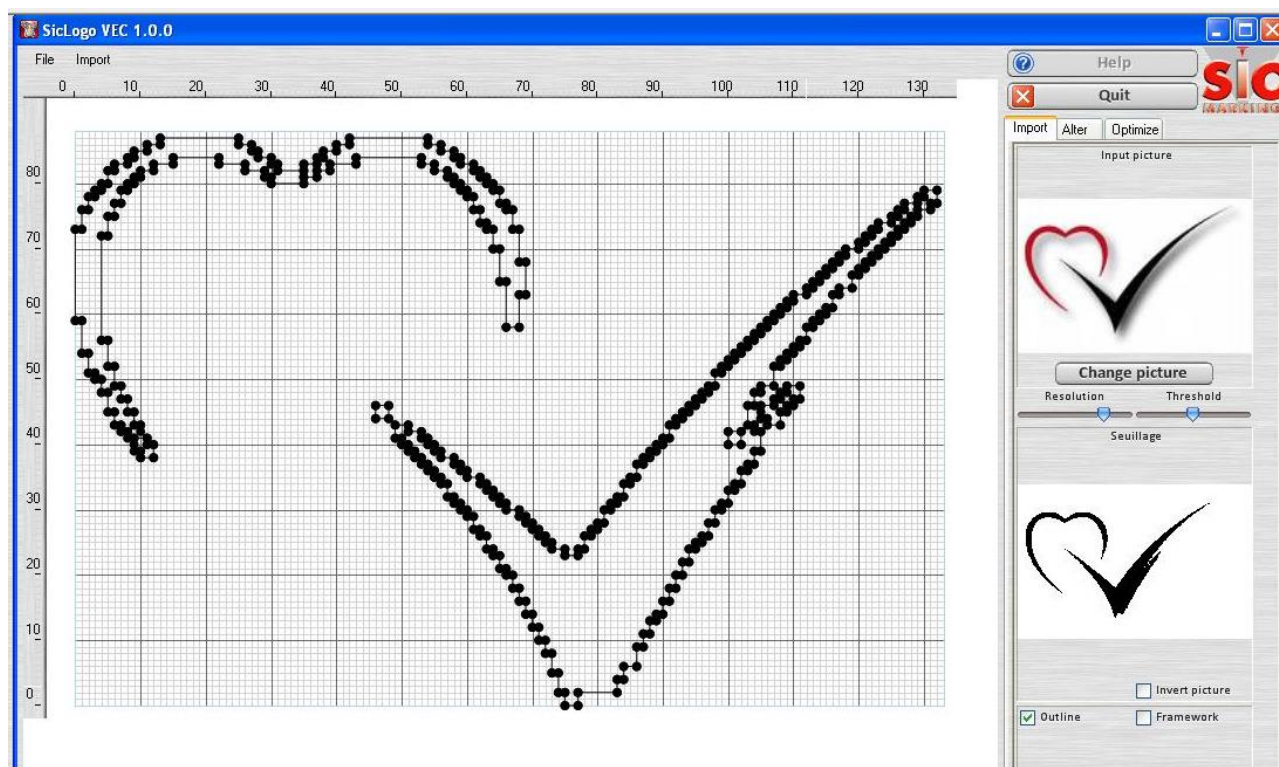 SicLogo VEC 1.0.0
File Import
Help
Quit
SIC
MARKING
0 10 20 30 40 50 60 70 80 90 100 110 120 130
Import Alter Optimize
Input picture
80
70
60
50
40
30
20
10
0
Change picture
Resolution Threshold
Seuillage
Invert picture
Outline Framework